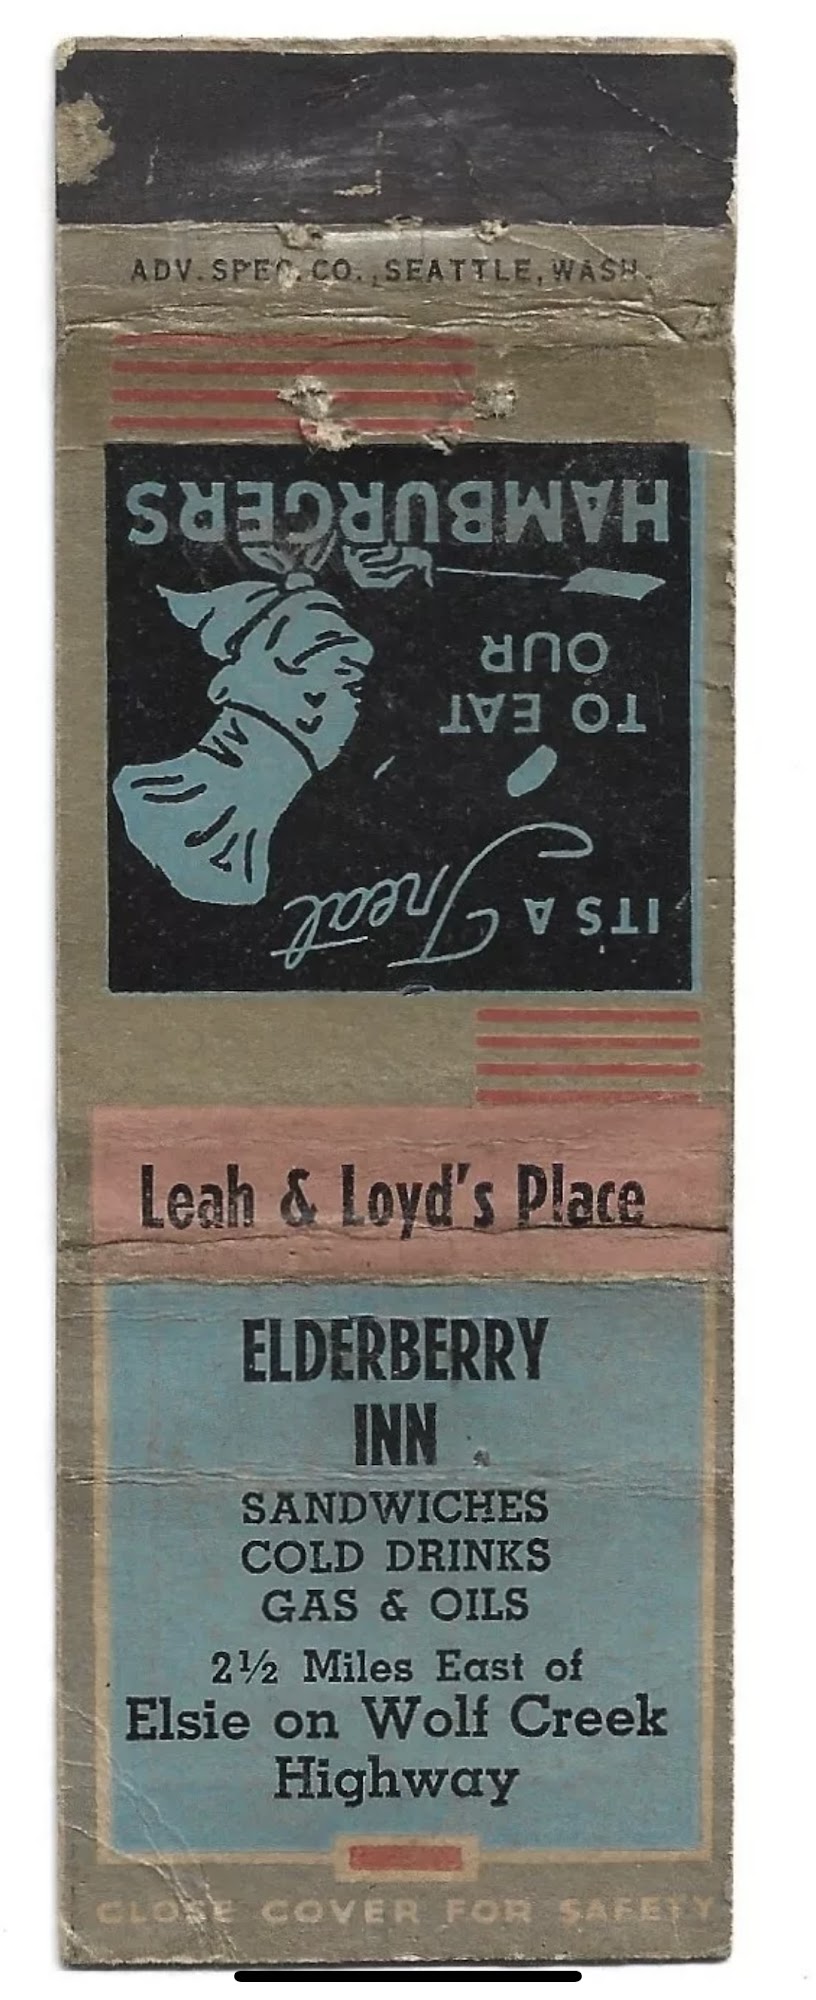 ADV. SPEC. CO., SEATTLE, WASH.
ITS A Treat
TO EAT
OUR
HAMBURGERS
Leah & Loyd's Place
ELDERBERRY
INN
SANDWICHES
COLD DRINKS
GAS & OILS
2½ Miles East of
Elsie on Wolf Creek
Highway
CLOSE COVER FOR SAFETY